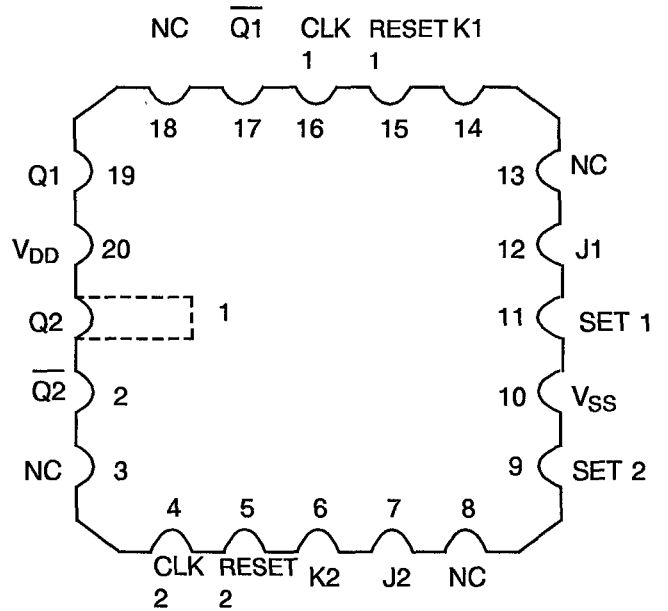 NC Q1 CLK 1 RESET 1 K1
18 17 16 15 14
Q1 19 13 NC
VDD 20 12 J1
Q2 1 11 SET 1
Q2 2 10 VSS
NC 3 9 SET 2
4 5 6 7 8
CLK 2 RESET 2 K2 J2 NC